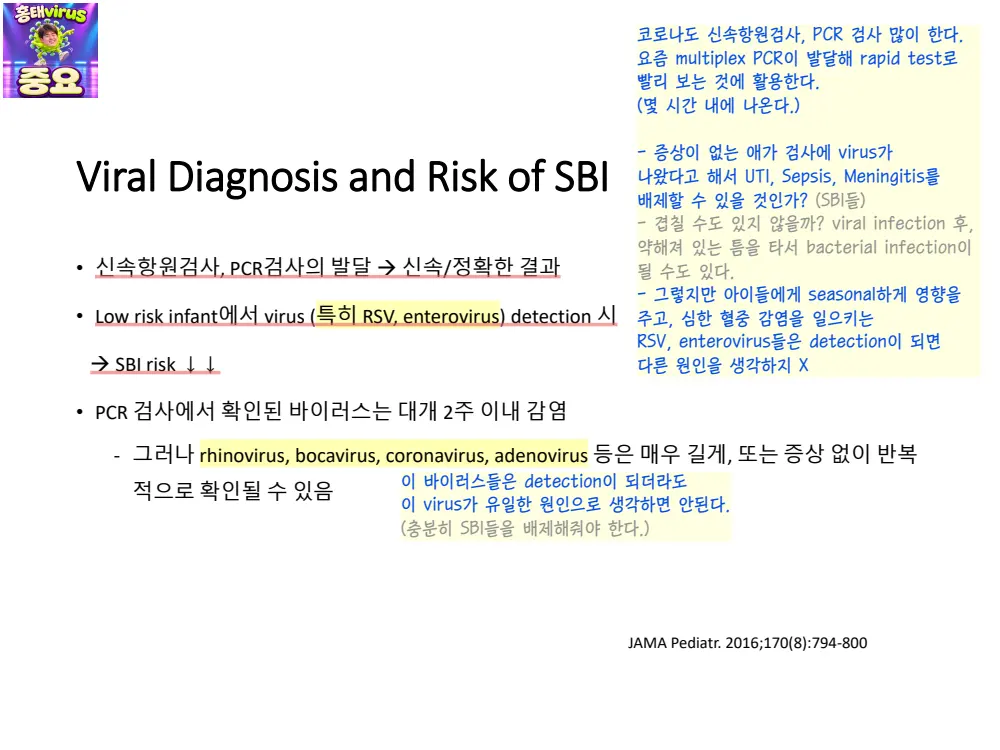 홍태virus
중요
코로나도 신속항원검사, PCR 검사 많이 한다.
요즘 multiplex PCR이 발달해 rapid test로
빨리 보는 것에 활용한다.
(몇 시간 내에 나온다.)
- 증상이 없는 애가 검사에 virus가
나왔다고 해서 UTI, Sepsis, Meningitis를
배제할 수 있을 것인가? (SBI들)
- 겹칠 수도 있지 않을까? viral infection 후,
약해져 있는 틈을 타서 bacterial infection이
될 수도 있다.
- 그렇지만 아이들에게 seasonal하게 영향을
주고, 심한 혈중 감염을 일으키는
RSV, enterovirus들은 detection이 되면
다른 원인을 생각하지 X
Viral Diagnosis and Risk of SBI
• 신속항원검사, PCR검사의 발달 → 신속/정확한 결과
• Low risk infant에서 virus (특히 RSV, enterovirus) detection 시
→ SBI risk ↓↓
• PCR 검사에서 확인된 바이러스는 대개 2주 이내 감염
- 그러나 rhinovirus, bocavirus, coronavirus, adenovirus 등은 매우 길게, 또는 증상 없이 반복
적으로 확인될 수 있음
이 바이러스들은 detection이 되더라도
이 virus가 유일한 원인으로 생각하면 안된다.
(충분히 SBI들을 배제해줘야 한다.)
JAMA Pediatr. 2016;170(8):794-800